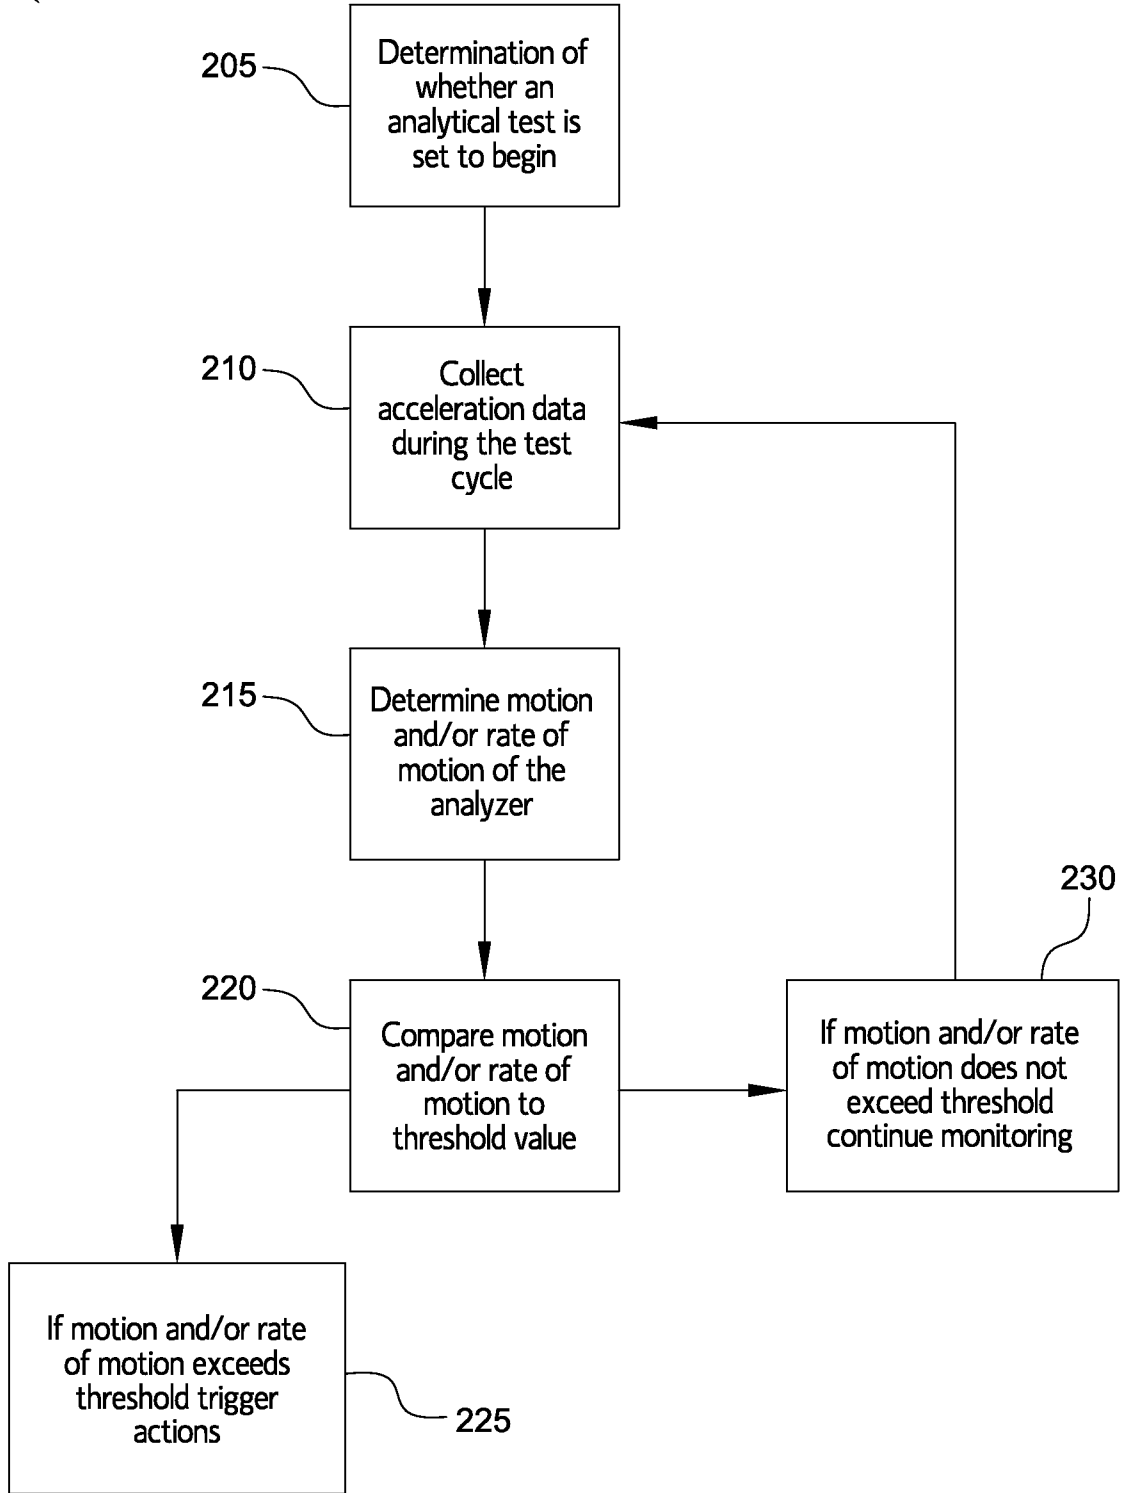 205
Determination of
whether an
analytical test is
set to begin
210
Collect
acceleration data
during the test
cycle
215
Determine motion
and/or rate of
motion of the
analyzer
230
220
Compare motion
and/or rate of
motion to
threshold value
If motion and/or rate
of motion does not
exceed threshold
continue monitoring
If motion and/or rate
of motion exceeds
threshold trigger
actions
225